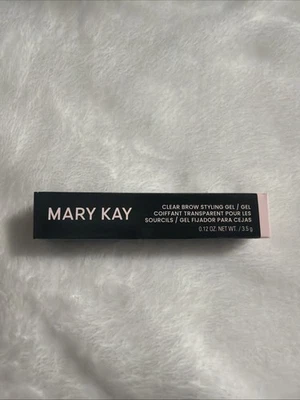 MARY KAY
CLEAR BROW STYLING GEL / GEL
COIFFANT TRANSPARENT POUR LES
SOURCILS / GEL FIJADOR PARA CEJAS
0.12 OZ. NET WT. / 3.5 g